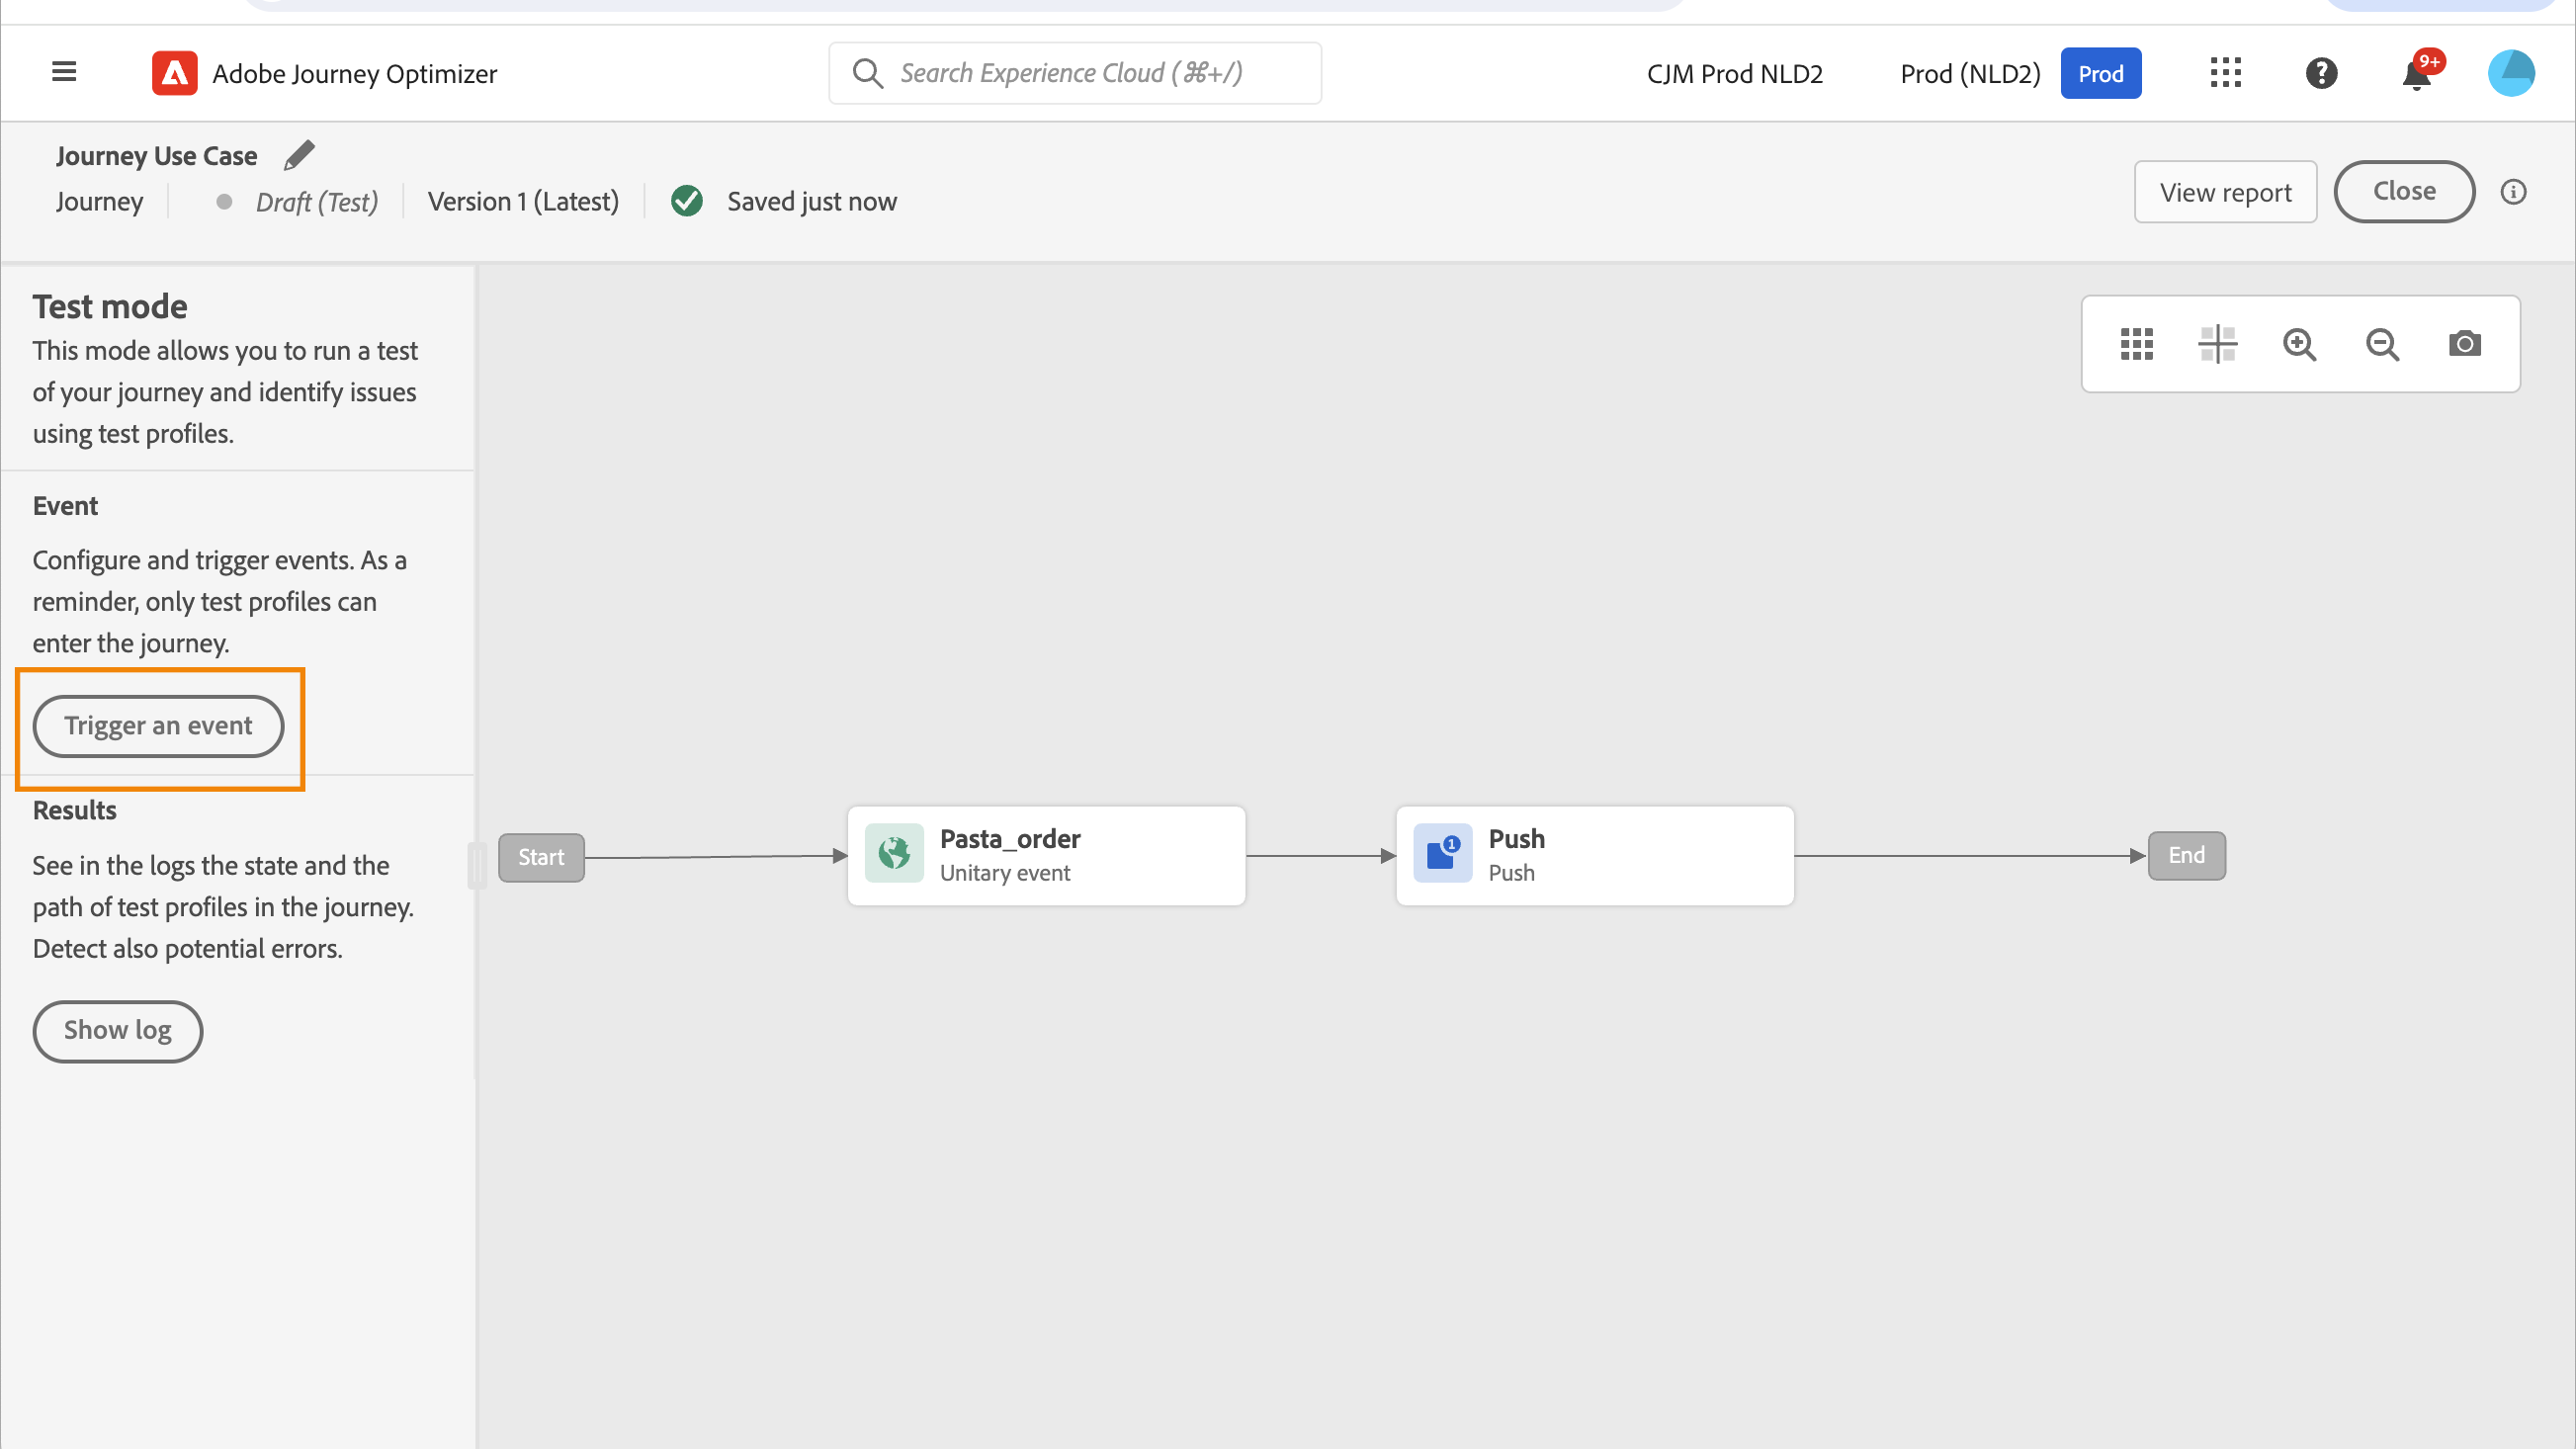 Adobe Journey Optimizer
Search Experience Cloud (⌘+/)
CJM Prod NLD2
Prod (NLD2)
Prod
9+
Journey Use Case
Journey
Draft (Test)
Version 1 (Latest)
Saved just now
View report
Close
Test mode
This mode allows you to run a test
of your journey and identify issues
using test profiles.
Event
Configure and trigger events. As a
reminder, only test profiles can
enter the journey.
Trigger an event
Results
See in the logs the state and the
path of test profiles in the journey.
Detect also potential errors.
Show log
Start
Pasta_order
Unitary event
1
Push
Push
End